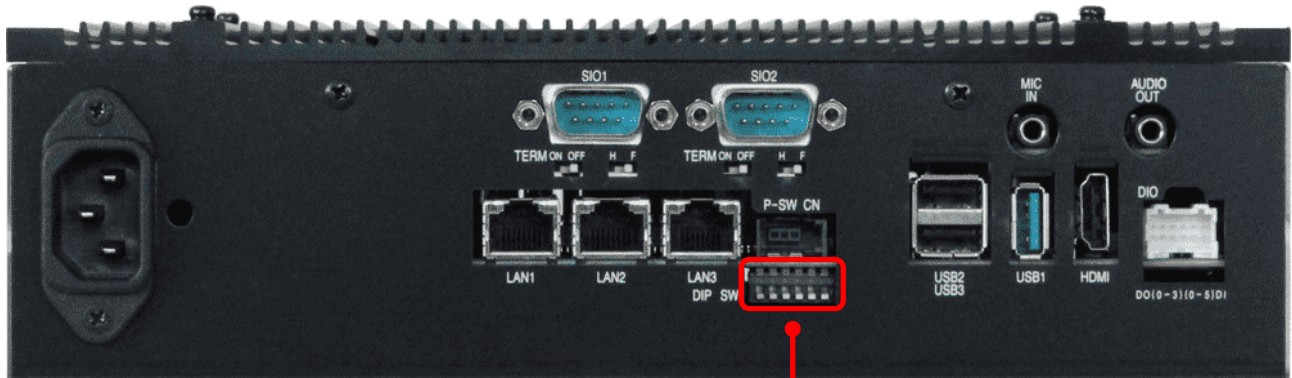 SIO1
SIO2
MIC IN
AUDIO OUT
TERM ON OFF H F
TERM ON OFF H F
P-SW CN
DIO
LAN1
LAN2
LAN3
DIP SW
USB2
USB3
USB1
HDMI
DO(0-3)(0-5)DI